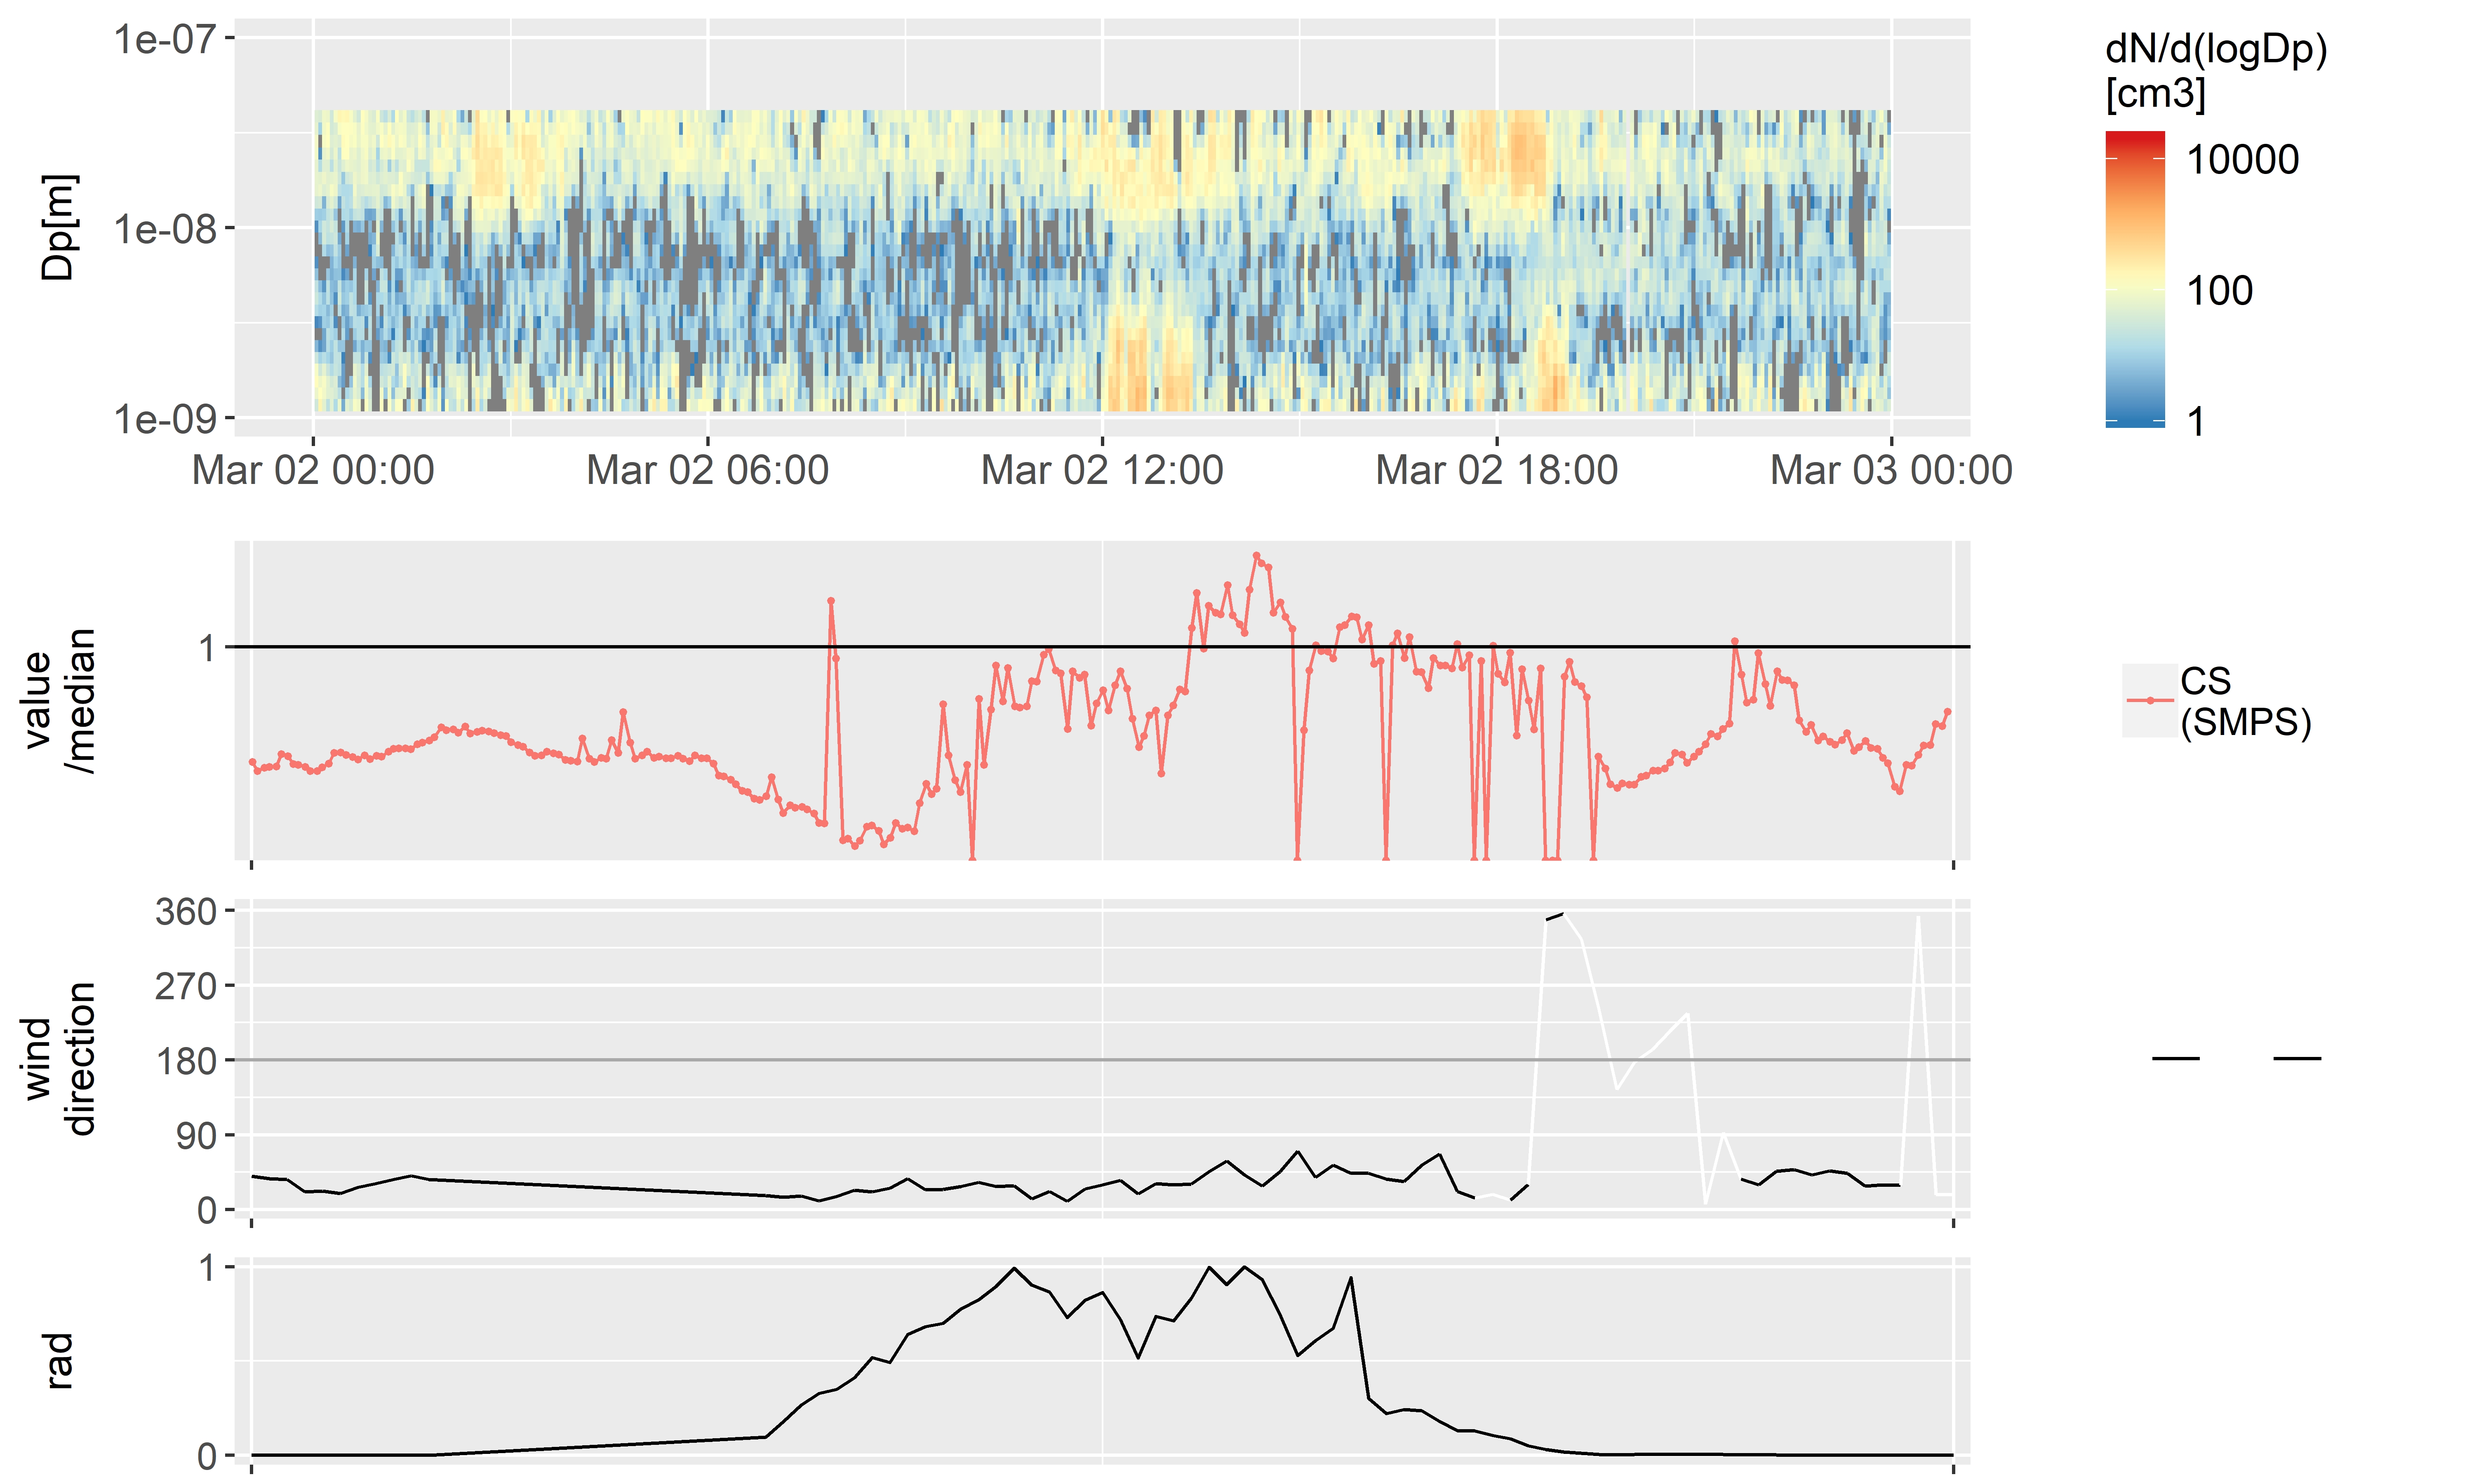 dN/d(logDp)
[cm3]
10000
100
1
1e-07
1e-08
1e-09
Dp[m]
Mar 02 00:00
Mar 02 06:00
Mar 02 12:00
Mar 02 18:00
Mar 03 00:00
value
/median
1
CS
(SMPS)
wind
direction
360
270
180
90
0
rad
1
0